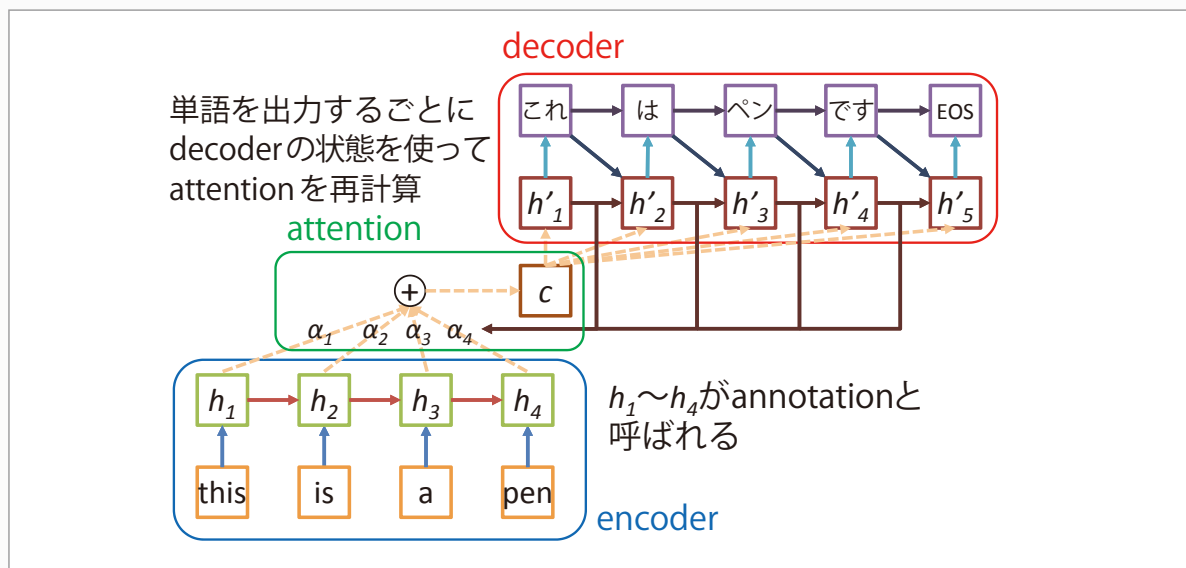 decoder
単語を出力するごとに
decoderの状態を使って
attentionを再計算
これ は ペン です EOS
h'1 h'2 h'3 h'4 h'5
attention
+ c
α1 α2 α3 α4
h1 h2 h3 h4
h1～h4がannotationと
呼ばれる
this is a pen
encoder